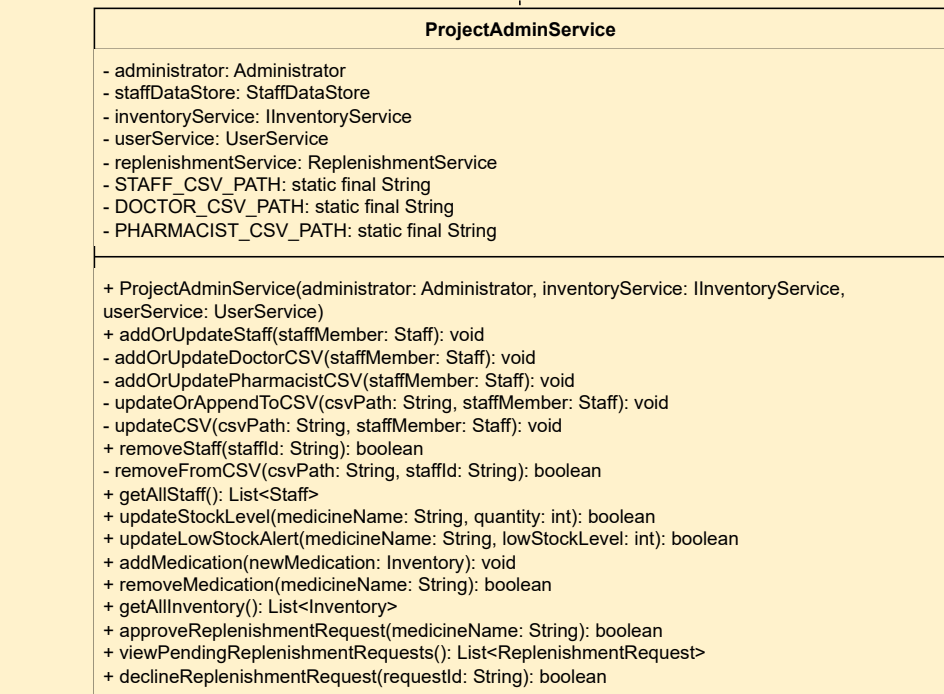 ProjectAdminService
- administrator: Administrator
- staffDataStore: StaffDataStore
- inventoryService: IInventoryService
- userService: UserService
- replenishmentService: ReplenishmentService
- STAFF_CSV_PATH: static final String
- DOCTOR_CSV_PATH: static final String
- PHARMACIST_CSV_PATH: static final String
+ ProjectAdminService(administrator: Administrator, inventoryService: IInventoryService,
userService: UserService)
+ addOrUpdateStaff(staffMember: Staff): void
- addOrUpdateDoctorCSV(staffMember: Staff): void
- addOrUpdatePharmacistCSV(staffMember: Staff): void
- updateOrAppendToCSV(csvPath: String, staffMember: Staff): void
- updateCSV(csvPath: String, staffMember: Staff): void
+ removeStaff(staffId: String): boolean
- removeFromCSV(csvPath: String, staffId: String): boolean
+ getAllStaff(): List<Staff>
+ updateStockLevel(medicineName: String, quantity: int): boolean
+ updateLowStockAlert(medicineName: String, lowStockLevel: int): boolean
+ addMedication(newMedication: Inventory): void
+ removeMedication(medicineName: String): boolean
+ getAllInventory(): List<Inventory>
+ approveReplenishmentRequest(medicineName: String): boolean
+ viewPendingReplenishmentRequests(): List<ReplenishmentRequest>
+ declineReplenishmentRequest(requestId: String): boolean